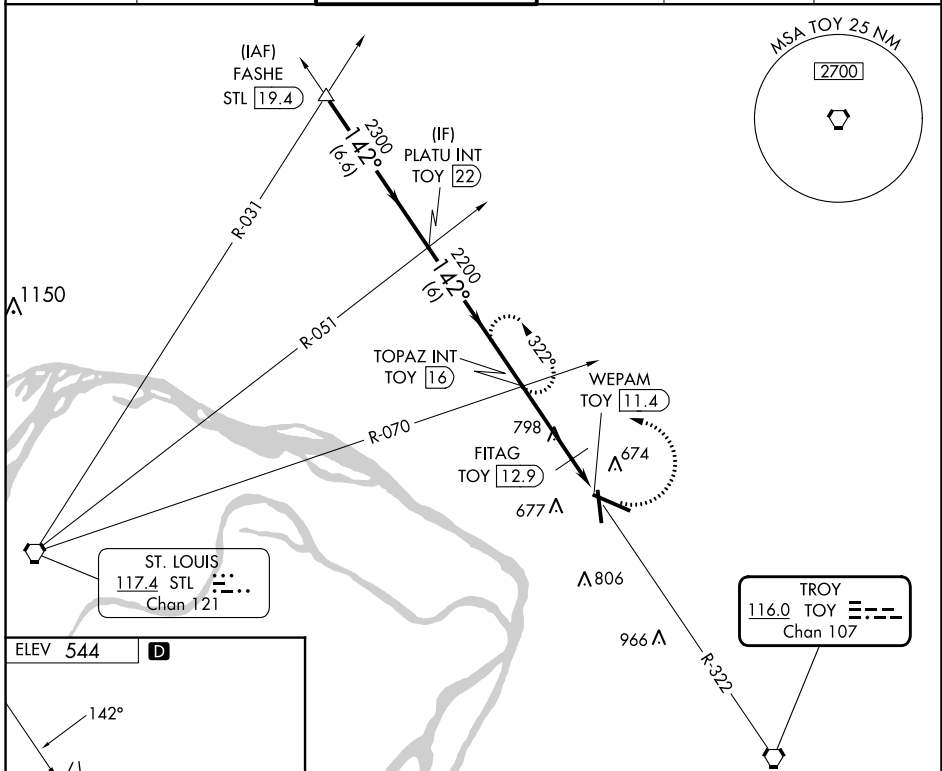 MSA TOY 25 NM
2700
(IAF)
FASHE
STL 19.4
2300
142°
(6.6)
(IF)
PLATU INT
TOY 22
R-031
2200
142°
(6)
1150
R-051
322°
TOPAZ INT
TOY 16
WEPAM
TOY 11.4
R-070
798
FITAG
TOY 12.9
674
677
ST. LOUIS
117.4 STL
Chan 121
806
TROY
116.0 TOY
Chan 107
966
R-322
ELEV 544 D
142°